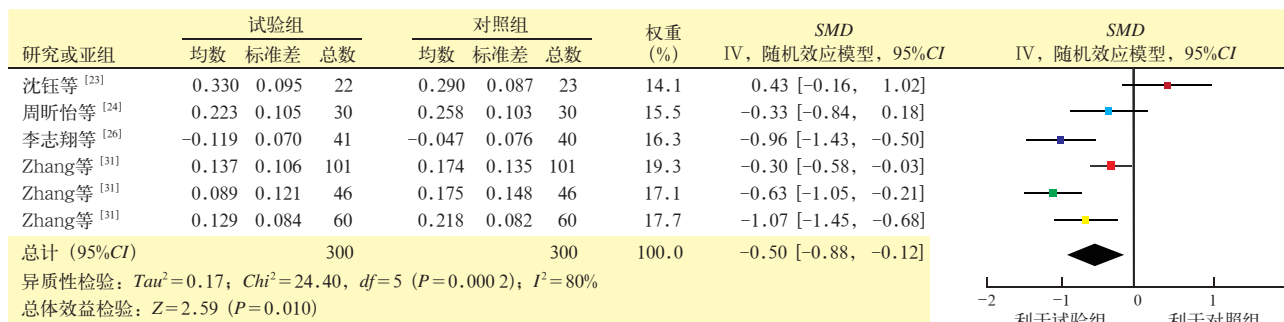 试验组 对照组 权重 SMD SMD
研究或亚组 均数 标准差 总数 均数 标准差 总数 (%) IV，随机效应模型，95%CI IV，随机效应模型，95%CI
沈钰等 [23] 0.330 0.095 22 0.290 0.087 23 14.1 0.43 [-0.16, 1.02]
周昕怡等 [24] 0.223 0.105 30 0.258 0.103 30 15.5 -0.33 [-0.84, 0.18]
李志翔等 [26] -0.119 0.070 41 -0.047 0.076 40 16.3 -0.96 [-1.43, -0.50]
Zhang等 [31] 0.137 0.106 101 0.174 0.135 101 19.3 -0.30 [-0.58, -0.03]
Zhang等 [31] 0.089 0.121 46 0.175 0.148 46 17.1 -0.63 [-1.05, -0.21]
Zhang等 [31] 0.129 0.084 60 0.218 0.082 60 17.7 -1.07 [-1.45, -0.68]
总计（95%CI） 300 300 100.0 -0.50 [-0.88, -0.12]
异质性检验：Tau²=0.17；Chi²=24.40，df=5（P=0.000 2）；I²=80%
总体效益检验：Z=2.59（P=0.010）
-2 -1 0 1
利于试验组 利于对照组